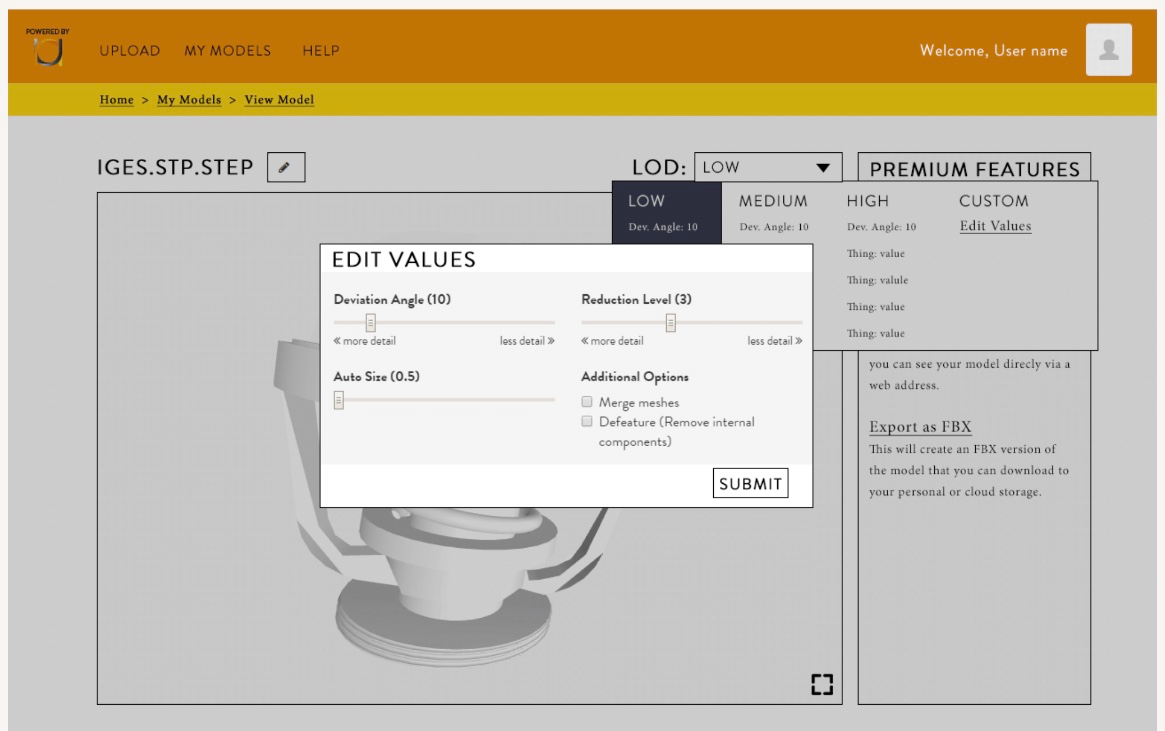 POWERED BY
UPLOAD MY MODELS HELP
Welcome, User name
Home > My Models > View Model
IGES.STP.STEP
LOD: LOW
PREMIUM FEATURES
LOW MEDIUM HIGH CUSTOM
Dev. Angle: 10 Dev. Angle: 10 Dev. Angle: 10 Edit Values
Thing: value
Thing: valule
Thing: value
Thing: value
EDIT VALUES
Deviation Angle (10)
« more detail less detail »
Reduction Level (3)
« more detail less detail »
Auto Size (0.5)
Additional Options
Merge meshes
Defeature (Remove internal
components)
SUBMIT
you can see your model direcly via a
web address.
Export as FBX
This will create an FBX version of
the model that you can download to
your personal or cloud storage.